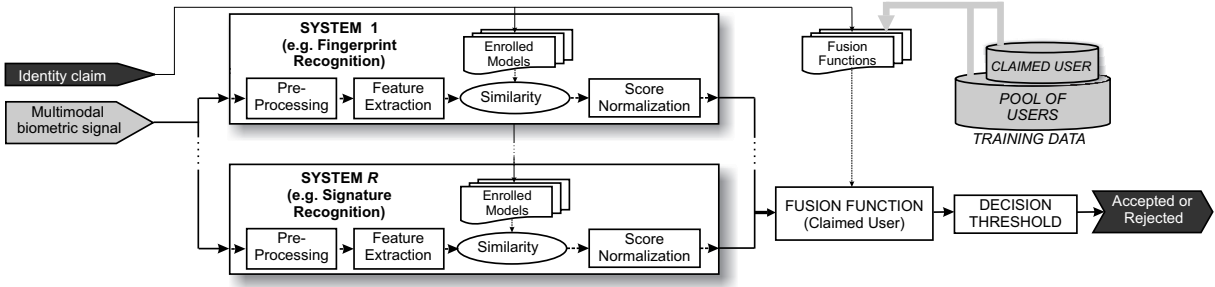 Identity claim
Multimodal
biometric signal
SYSTEM 1
(e.g. Fingerprint
Recognition)
Enrolled
Models
Pre-
Processing
Feature
Extraction
Similarity
Score
Normalization
SYSTEM R
(e.g. Signature
Recognition)
Enrolled
Models
Pre-
Processing
Feature
Extraction
Similarity
Score
Normalization
Fusion
Functions
CLAIMED USER
POOL OF
USERS
TRAINING DATA
FUSION FUNCTION
(Claimed User)
DECISION
THRESHOLD
Accepted or
Rejected